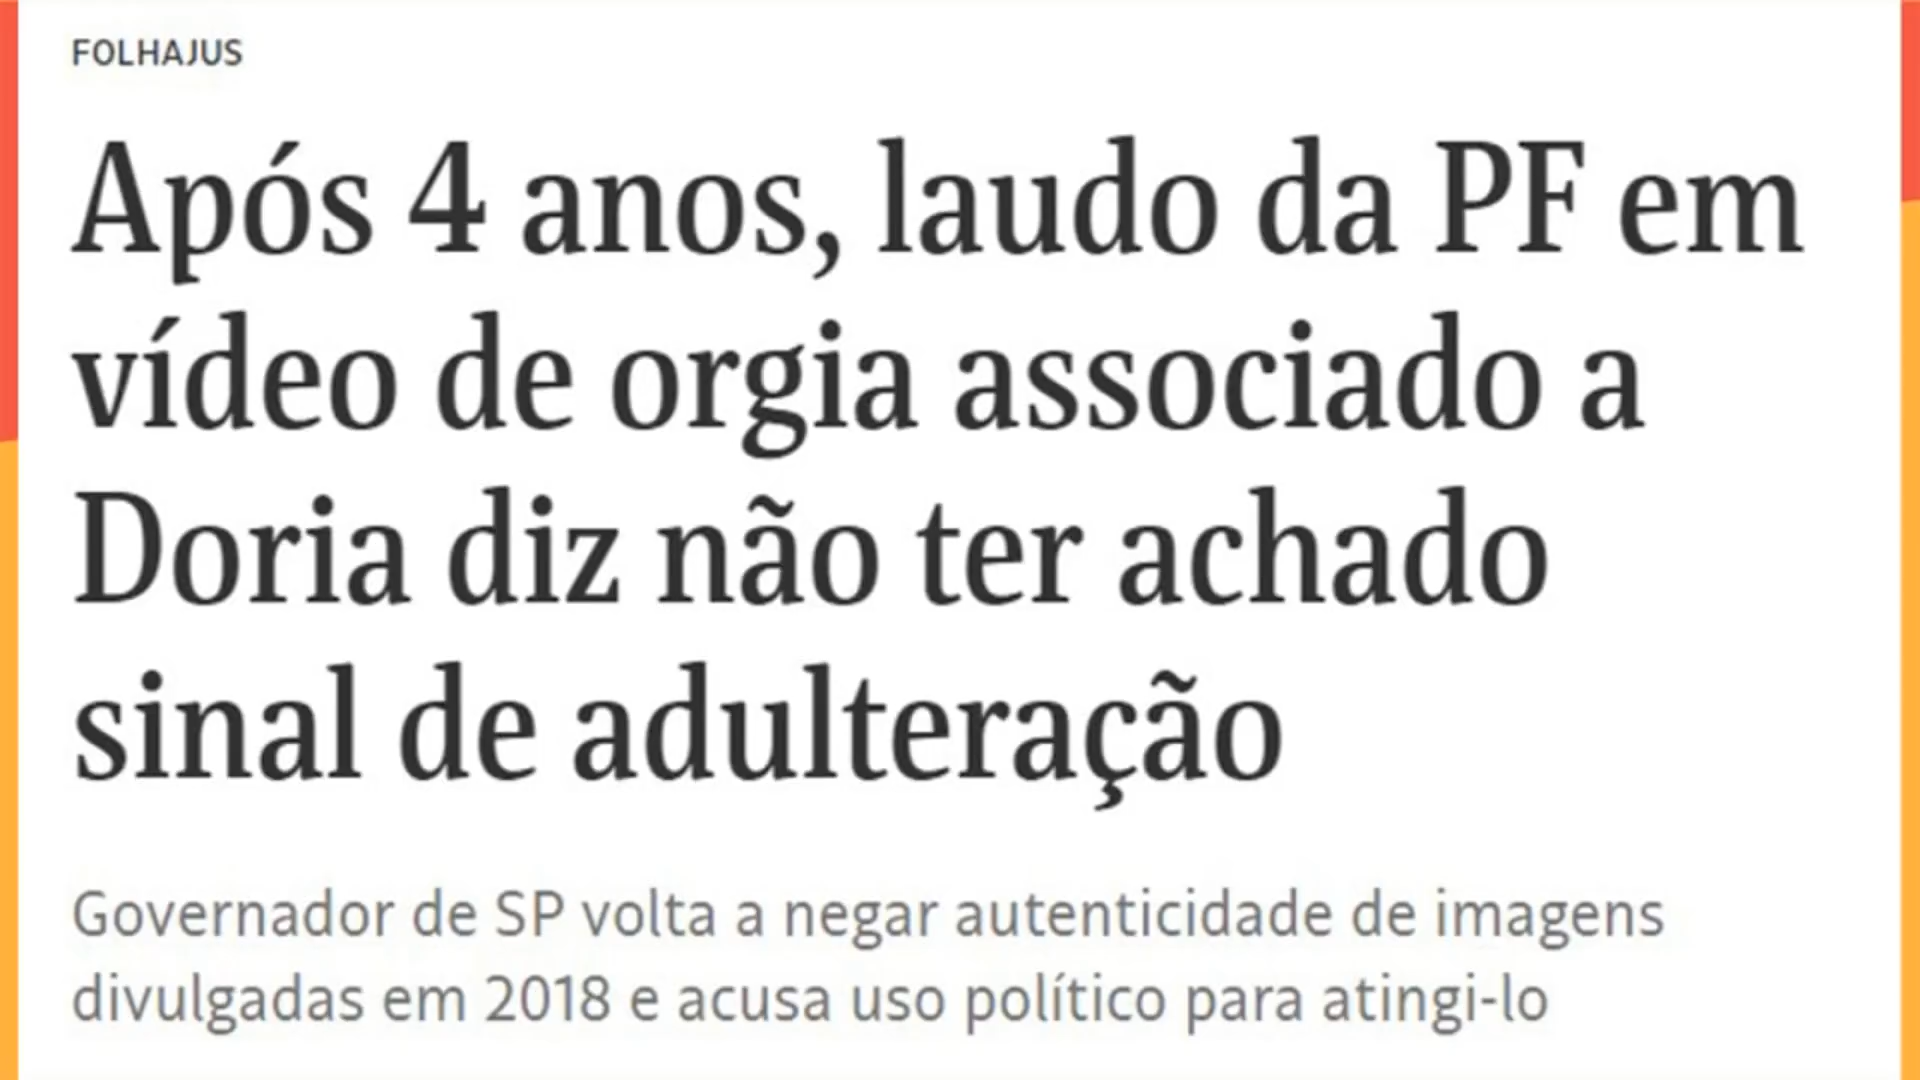 FOLHAJUS
Após 4 anos, laudo da PF em
vídeo de orgia associado a
Doria diz não ter achado
sinal de adulteração
Governador de SP volta a negar autenticidade de imagens
divulgadas em 2018 e acusa uso político para atingi-lo